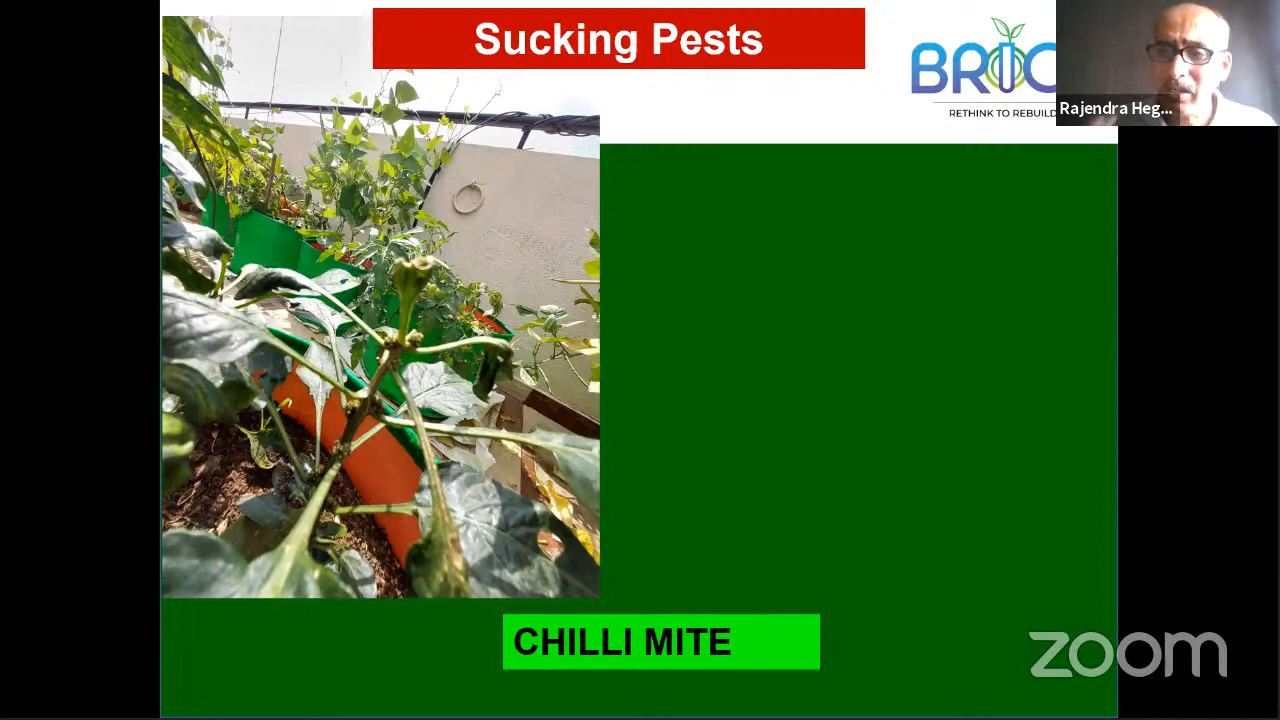 Sucking Pests
BRIC
RETHINK TO REBUILD
Rajendra Heg...
CHILLI MITE
zoom